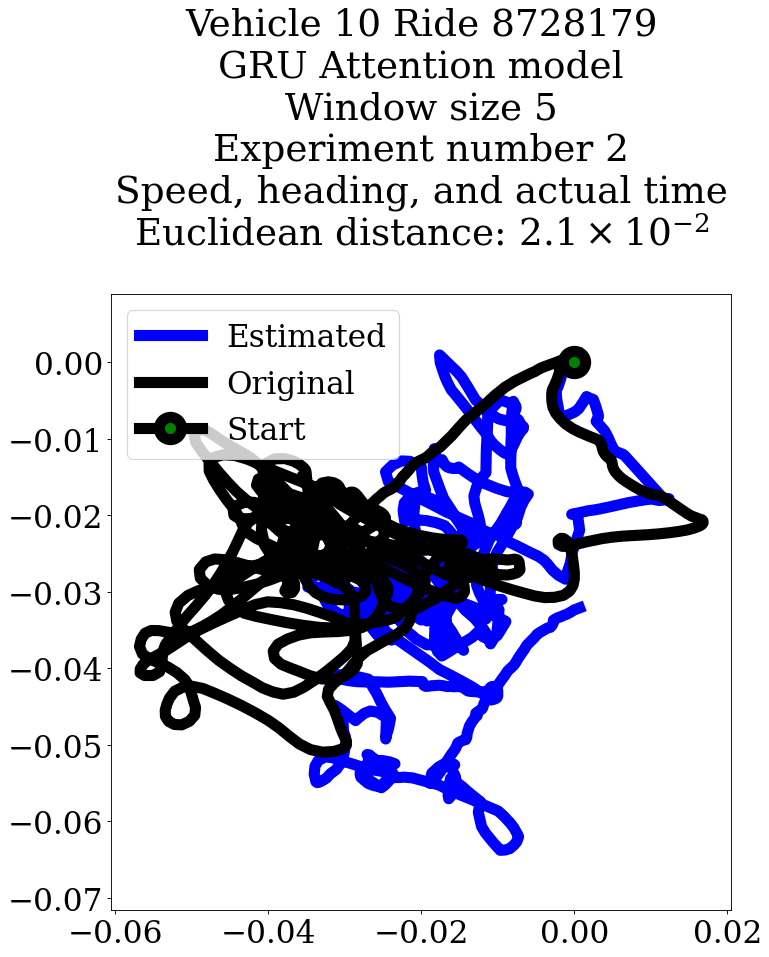 Vehicle 10 Ride 8728179
GRU Attention model
Window size 5
Experiment number 2
Speed, heading, and actual time
Euclidean distance: 2.1 × 10⁻²
Estimated
Original
Start
0.00
−0.01
−0.02
−0.03
−0.04
−0.05
−0.06
−0.07
−0.06 −0.04 −0.02 0.00 0.02